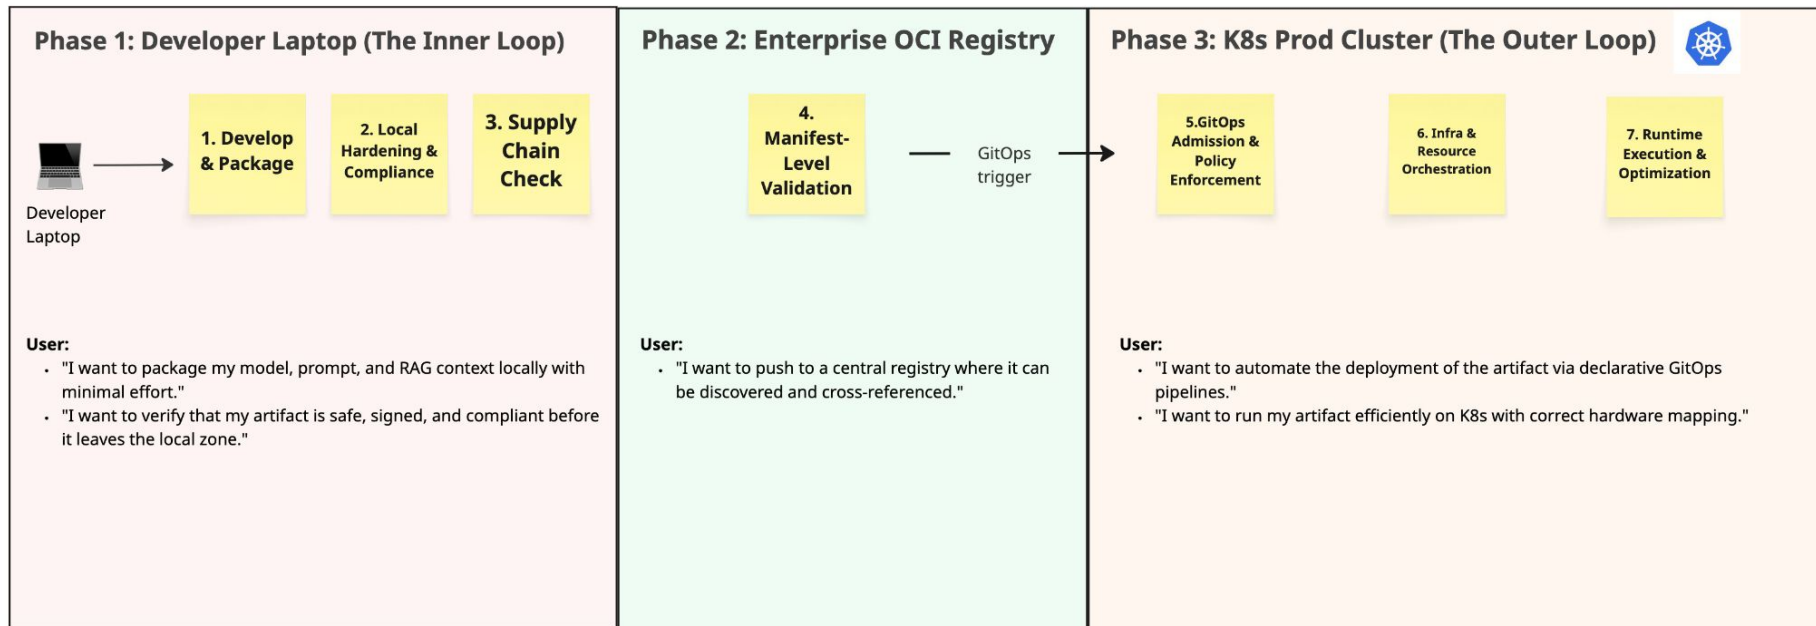 Phase 1: Developer Laptop (The Inner Loop)
Developer
Laptop
1. Develop
& Package
2. Local
Hardening &
Compliance
3. Supply
Chain
Check
User:
• "I want to package my model, prompt, and RAG context locally with
minimal effort."
• "I want to verify that my artifact is safe, signed, and compliant before
it leaves the local zone."
Phase 2: Enterprise OCI Registry
4.
Manifest-
Level
Validation
GitOps
trigger
User:
• "I want to push to a central registry where it can
be discovered and cross-referenced."
Phase 3: K8s Prod Cluster (The Outer Loop)
5.GitOps
Admission &
Policy
Enforcement
6. Infra &
Resource
Orchestration
7. Runtime
Execution &
Optimization
User:
• "I want to automate the deployment of the artifact via declarative GitOps
pipelines."
• "I want to run my artifact efficiently on K8s with correct hardware mapping."